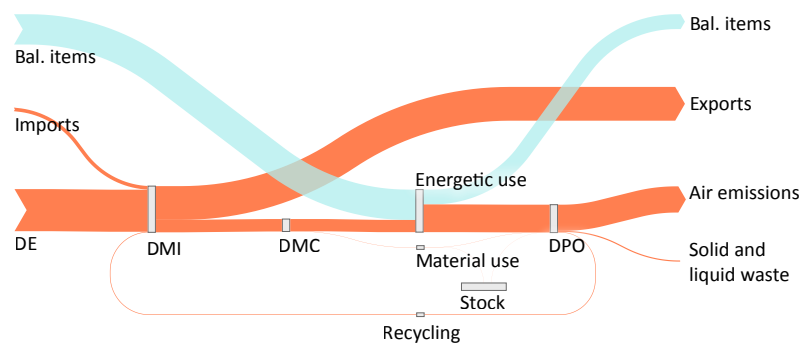 Bal. items
Bal. items
Imports
Exports
Energetic use
Air emissions
DE
DMI
DMC
DPO
Material use
Solid and
liquid waste
Stock
Recycling